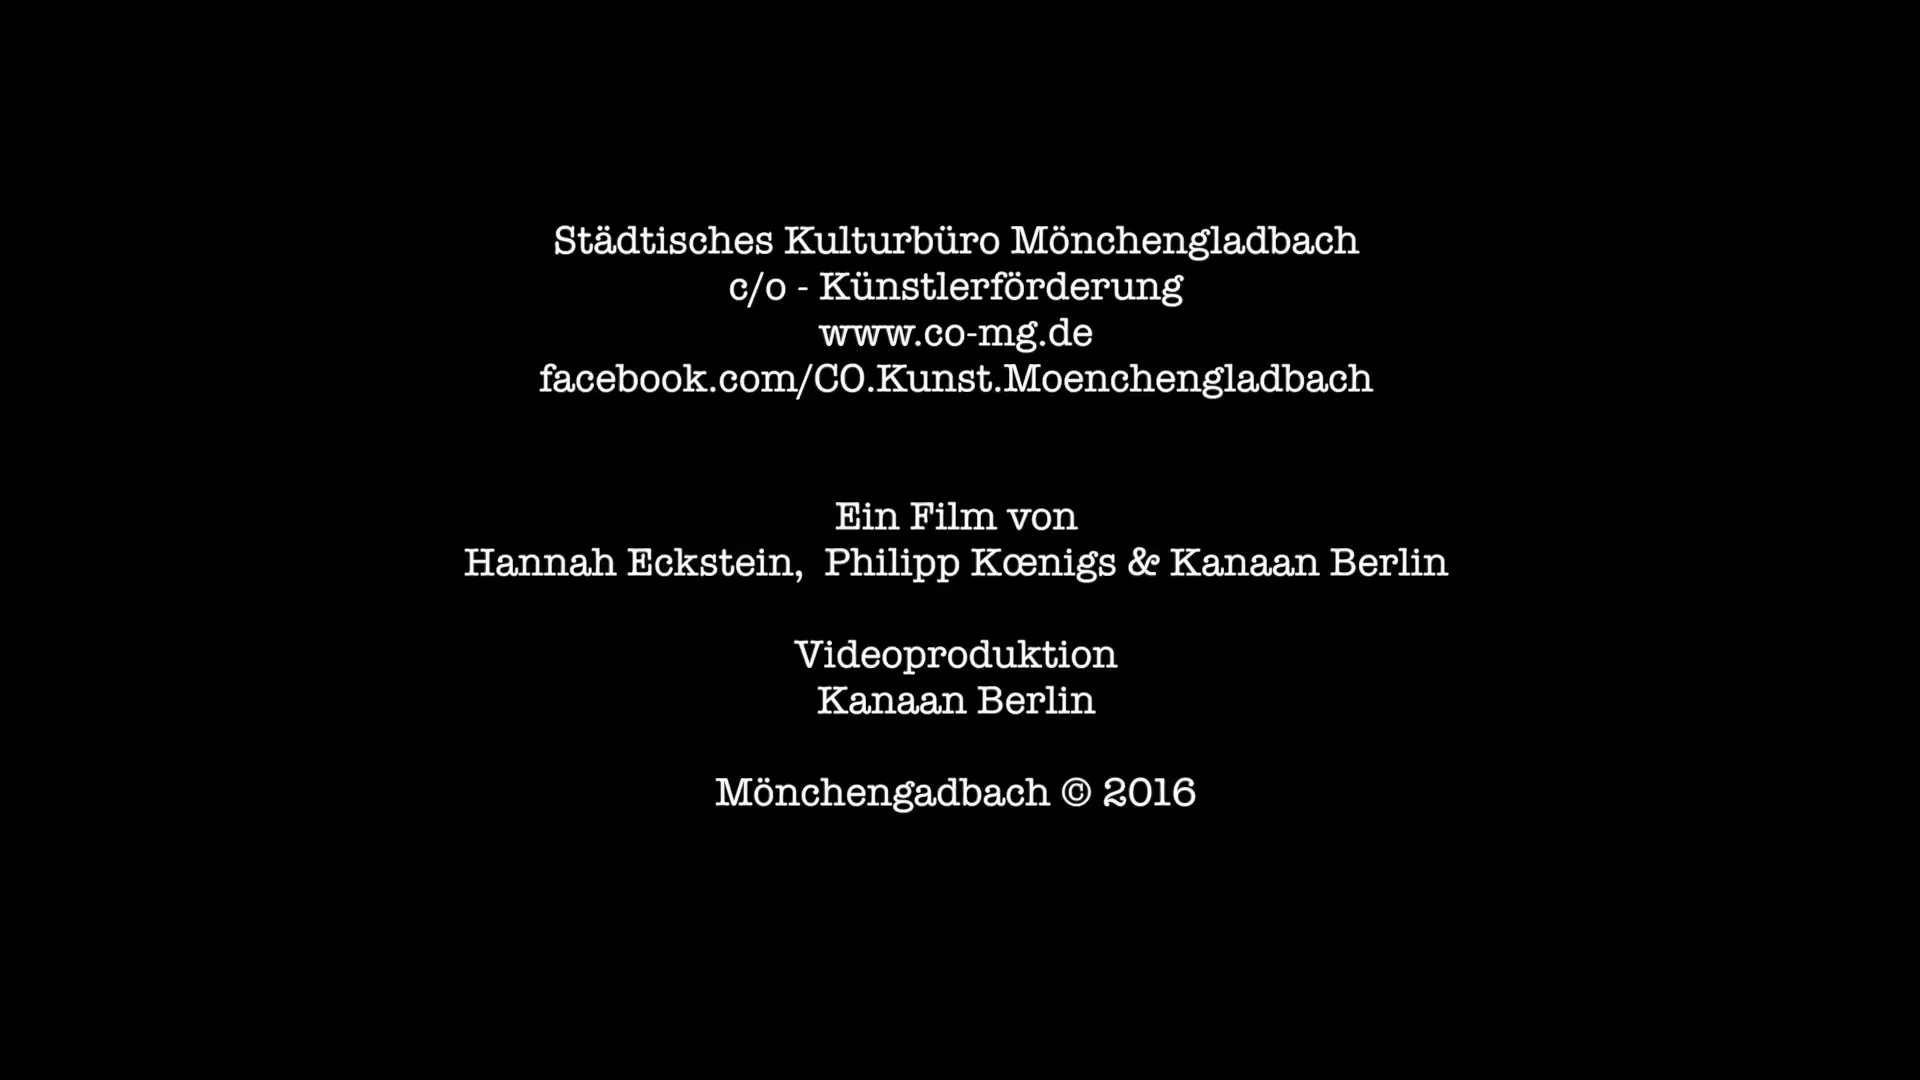 Städtisches Kulturbüro Mönchengladbach
c/o - Künstlerförderung
www.co-mg.de
facebook.com/CO.Kunst.Moenchengladbach
Ein Film von
Hannah Eckstein,  Philipp Kœnigs & Kanaan Berlin
Videoproduktion
Kanaan Berlin
Mönchengadbach © 2016